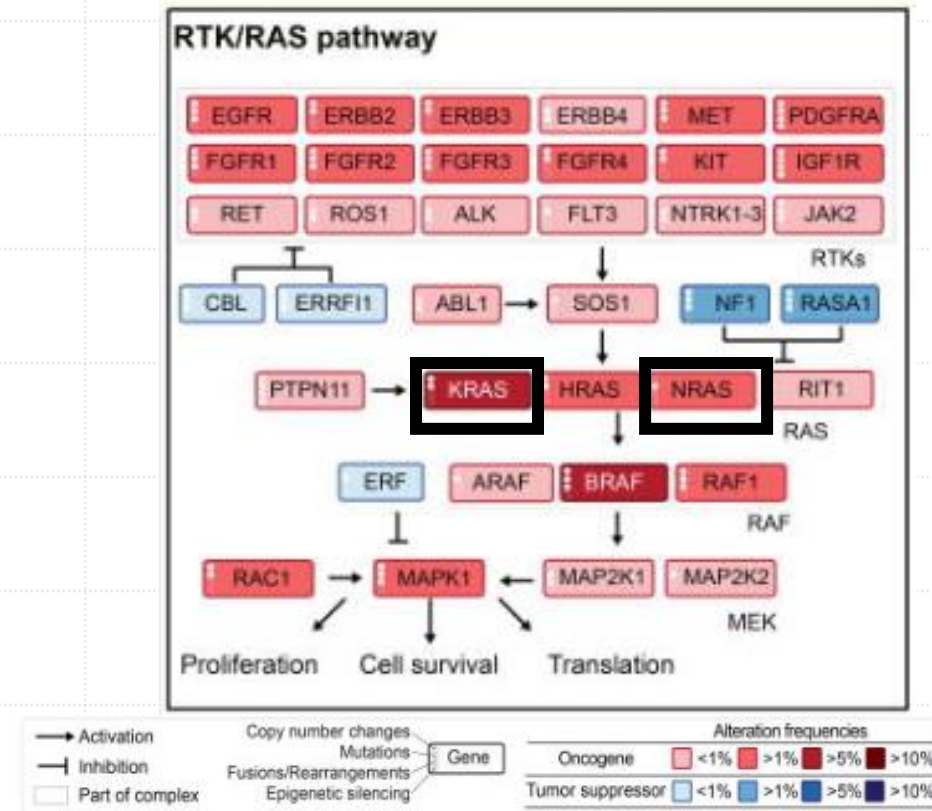 RTK/RAS pathway
EGFR ERBB2 ERBB3 ERBB4 MET PDGFRA
FGFR1 FGFR2 FGFR3 FGFR4 KIT IGF1R
RET ROS1 ALK FLT3 NTRK1-3 JAK2
RTKs
CBL ERRFI1 ABL1 SOS1 NF1 RASA1
PTPN11 KRAS HRAS NRAS RIT1
RAS
ERF ARAF BRAF RAF1
RAF
RAC1 MAPK1 MAP2K1 MAP2K2
MEK
Proliferation Cell survival Translation
Activation
Inhibition
Part of complex
Copy number changes
Mutations
Fusions/Rearrangements
Epigenetic silencing
Gene
Alteration frequencies
Oncogene <1% >1% >5% >10%
Tumor suppressor <1% >1% >5% >10%